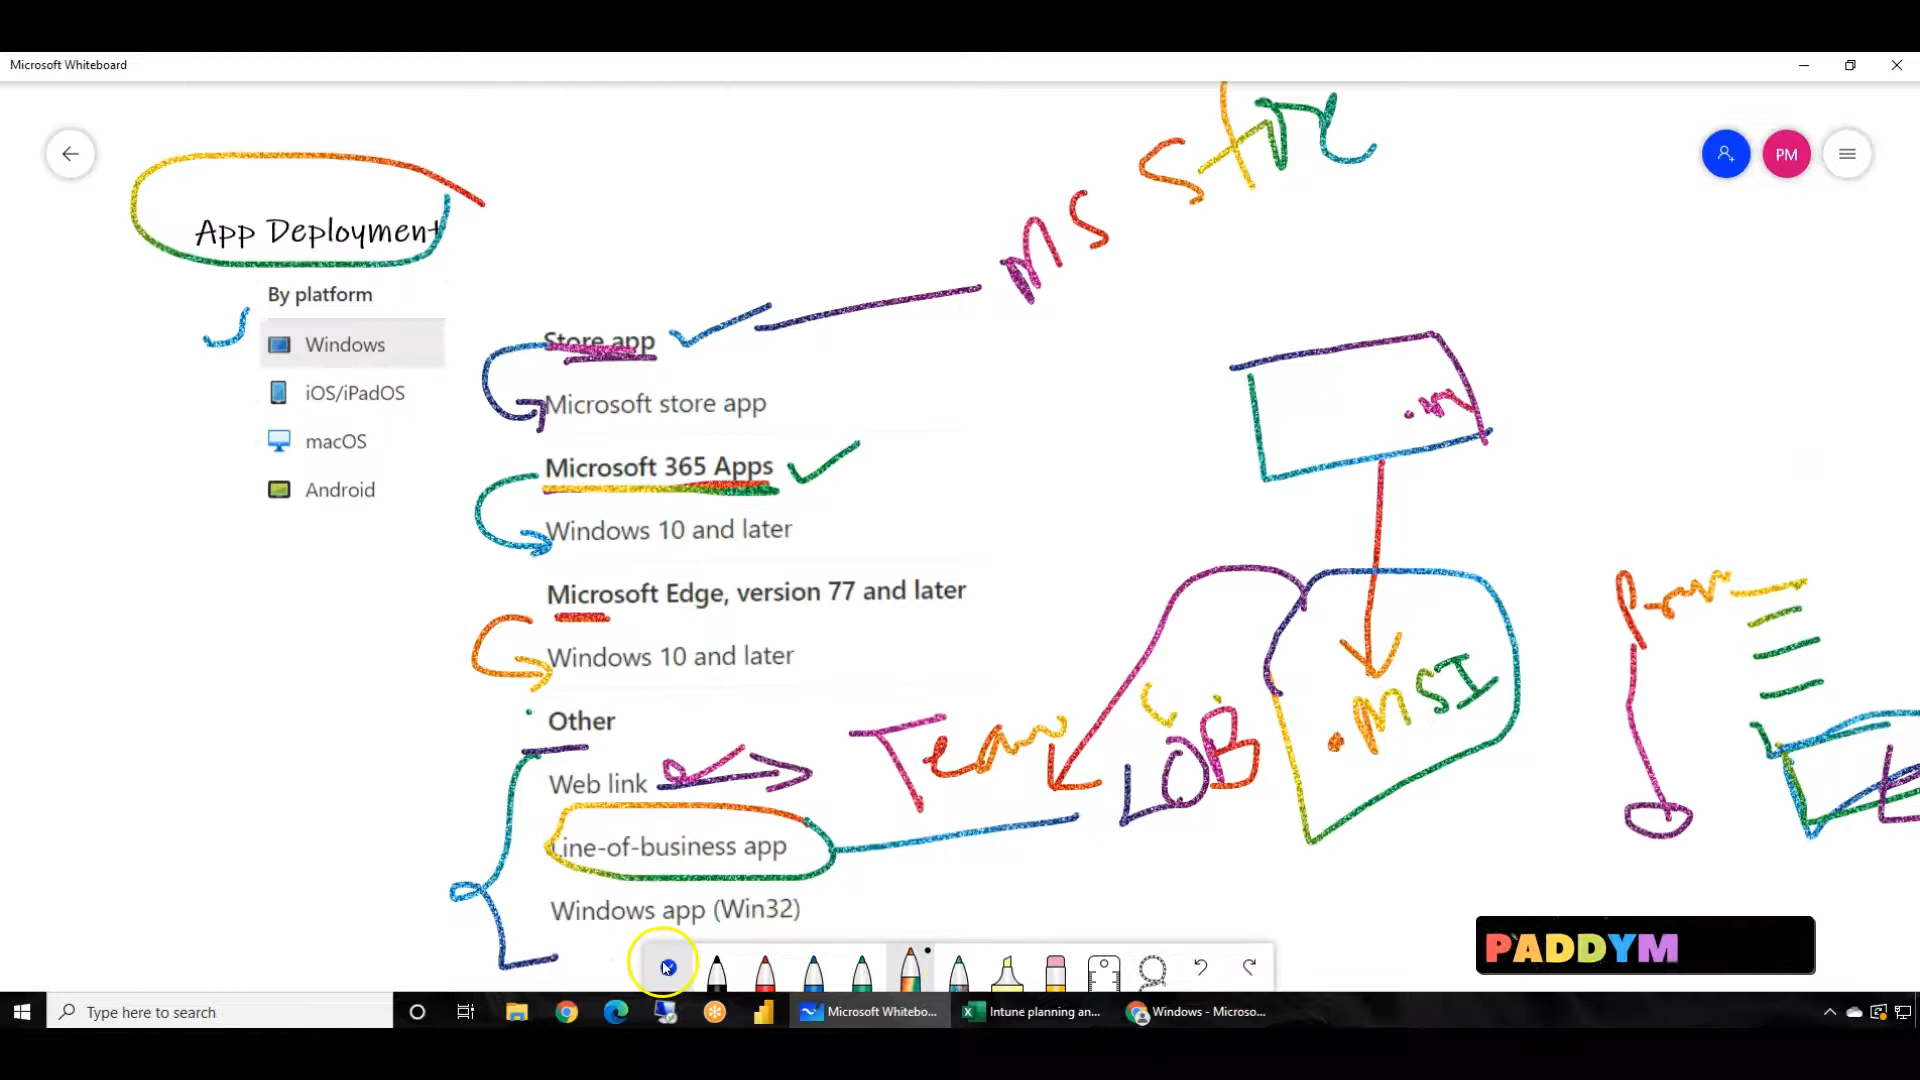 Microsoft Whiteboard
MS Store
PM
App Deployment
By platform
Windows
iOS/iPadOS
macOS
Android
Store app
Microsoft store app
Microsoft 365 Apps
Windows 10 and later
Microsoft Edge, version 77 and later
Windows 10 and later
Other
Web link
Line-of-business app
Windows app (Win32)
.m
.MSI
LOB
PADDYM
Type here to search
Microsoft Whitebo...
Intune planning an...
Windows - Microso...